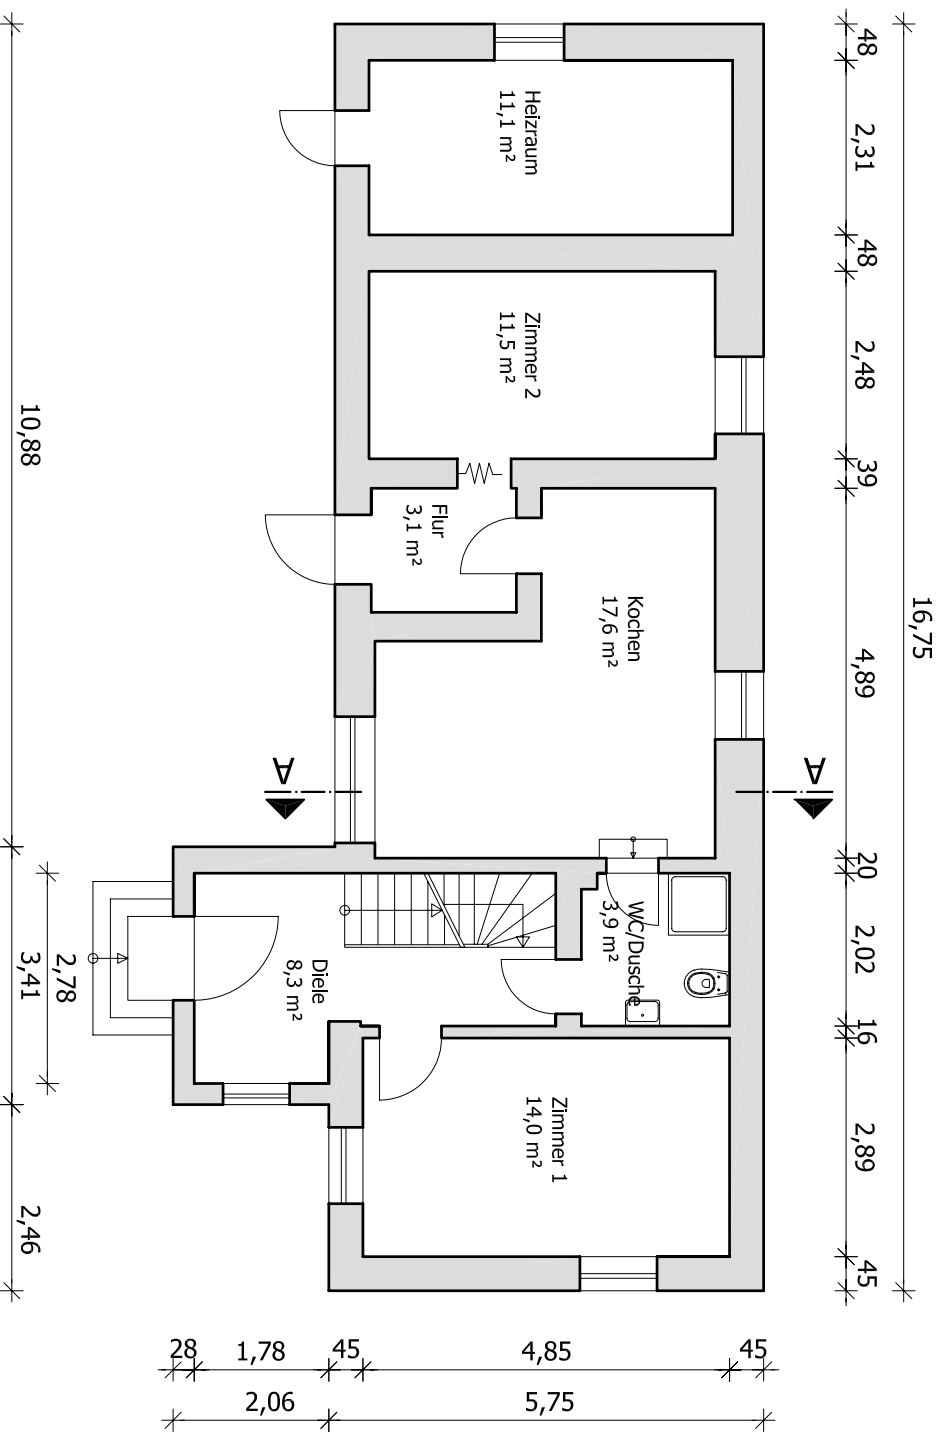 48
2,31
48
2,48
39
4,89
20
2,02
16
2,89
45
16,75
Heizraum
11,1 m²
Zimmer 2
11,5 m²
Flur
3,1 m²
Kochen
17,6 m²
A
A
WC/Dusche
3,9 m²
Diele
8,3 m²
Zimmer 1
14,0 m²
10,88
2,78
3,41
2,46
28
1,78
45
4,85
45
2,06
5,75